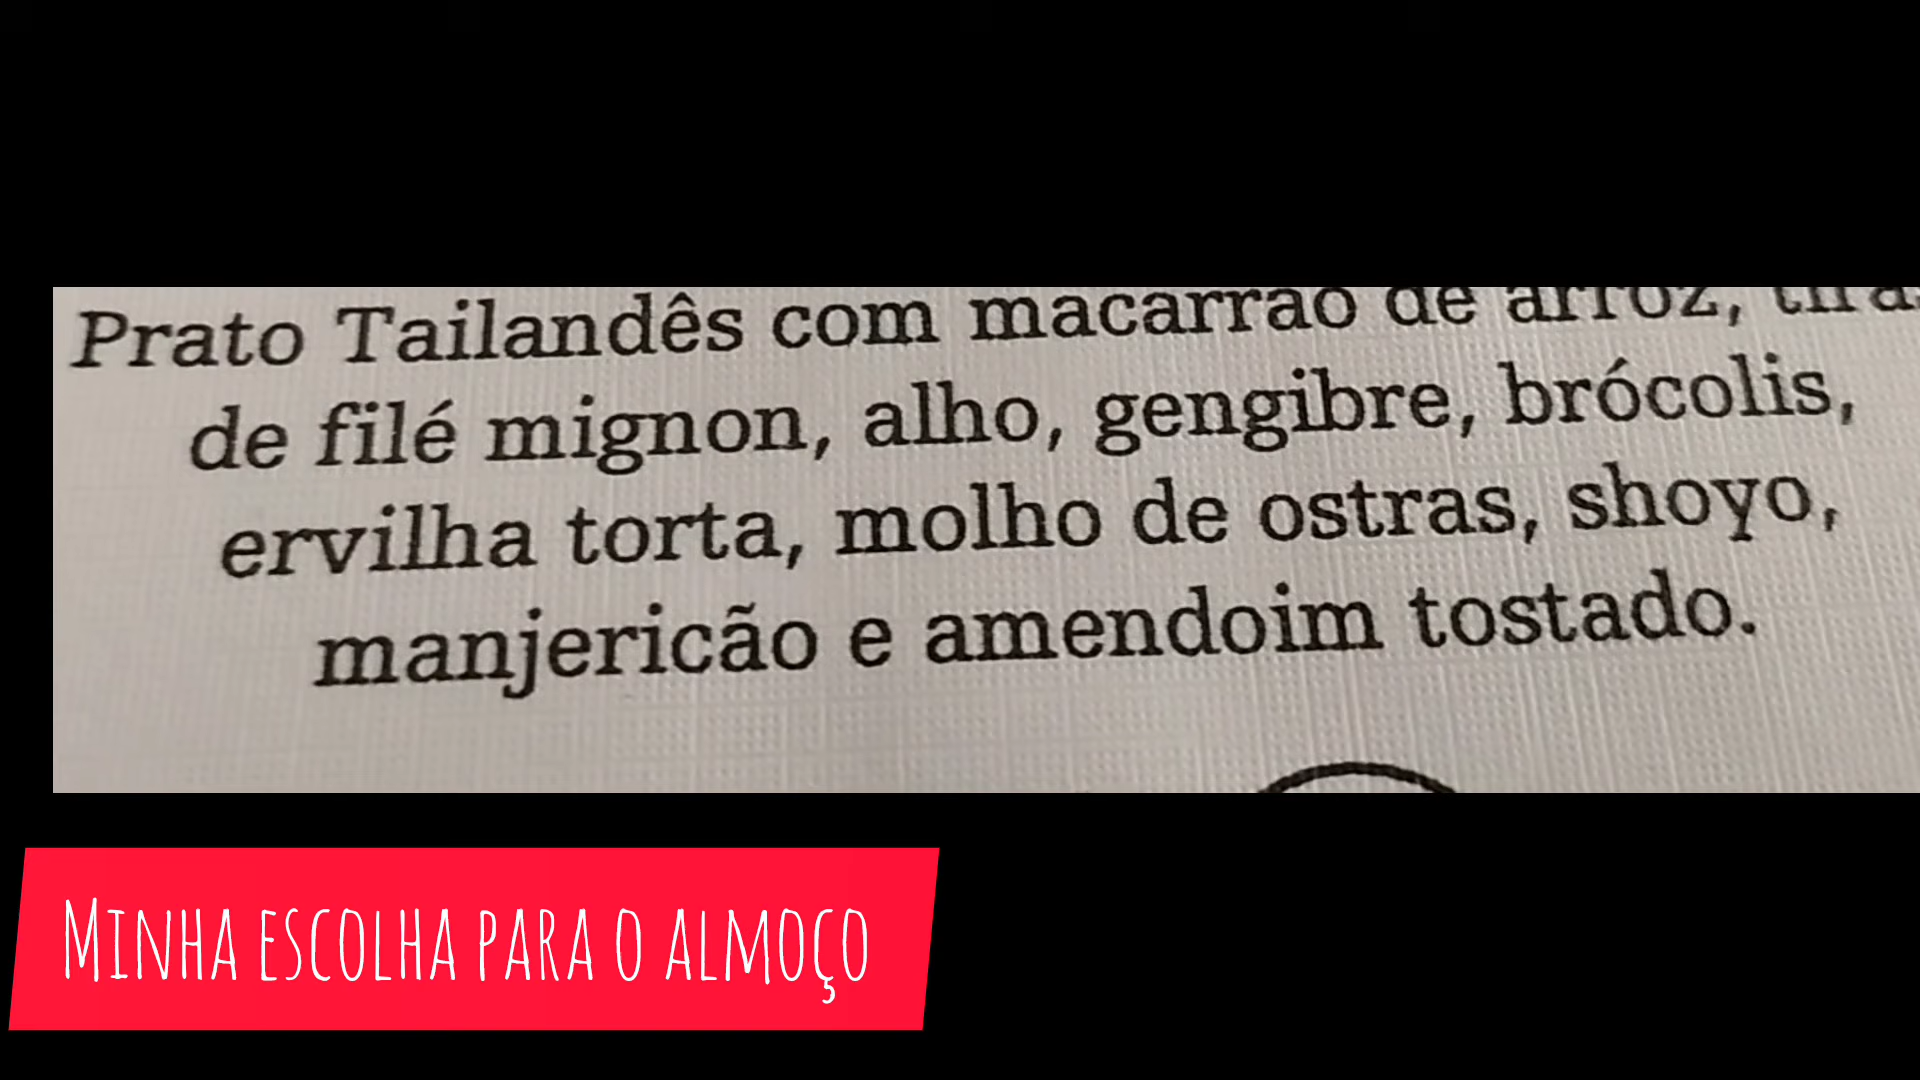 Prato Tailandês com macarrão de arroz, tiras
de filé mignon, alho, gengibre, brócolis,
ervilha torta, molho de ostras, shoyo,
manjericão e amendoim tostado.
Minha escolha para o almoço